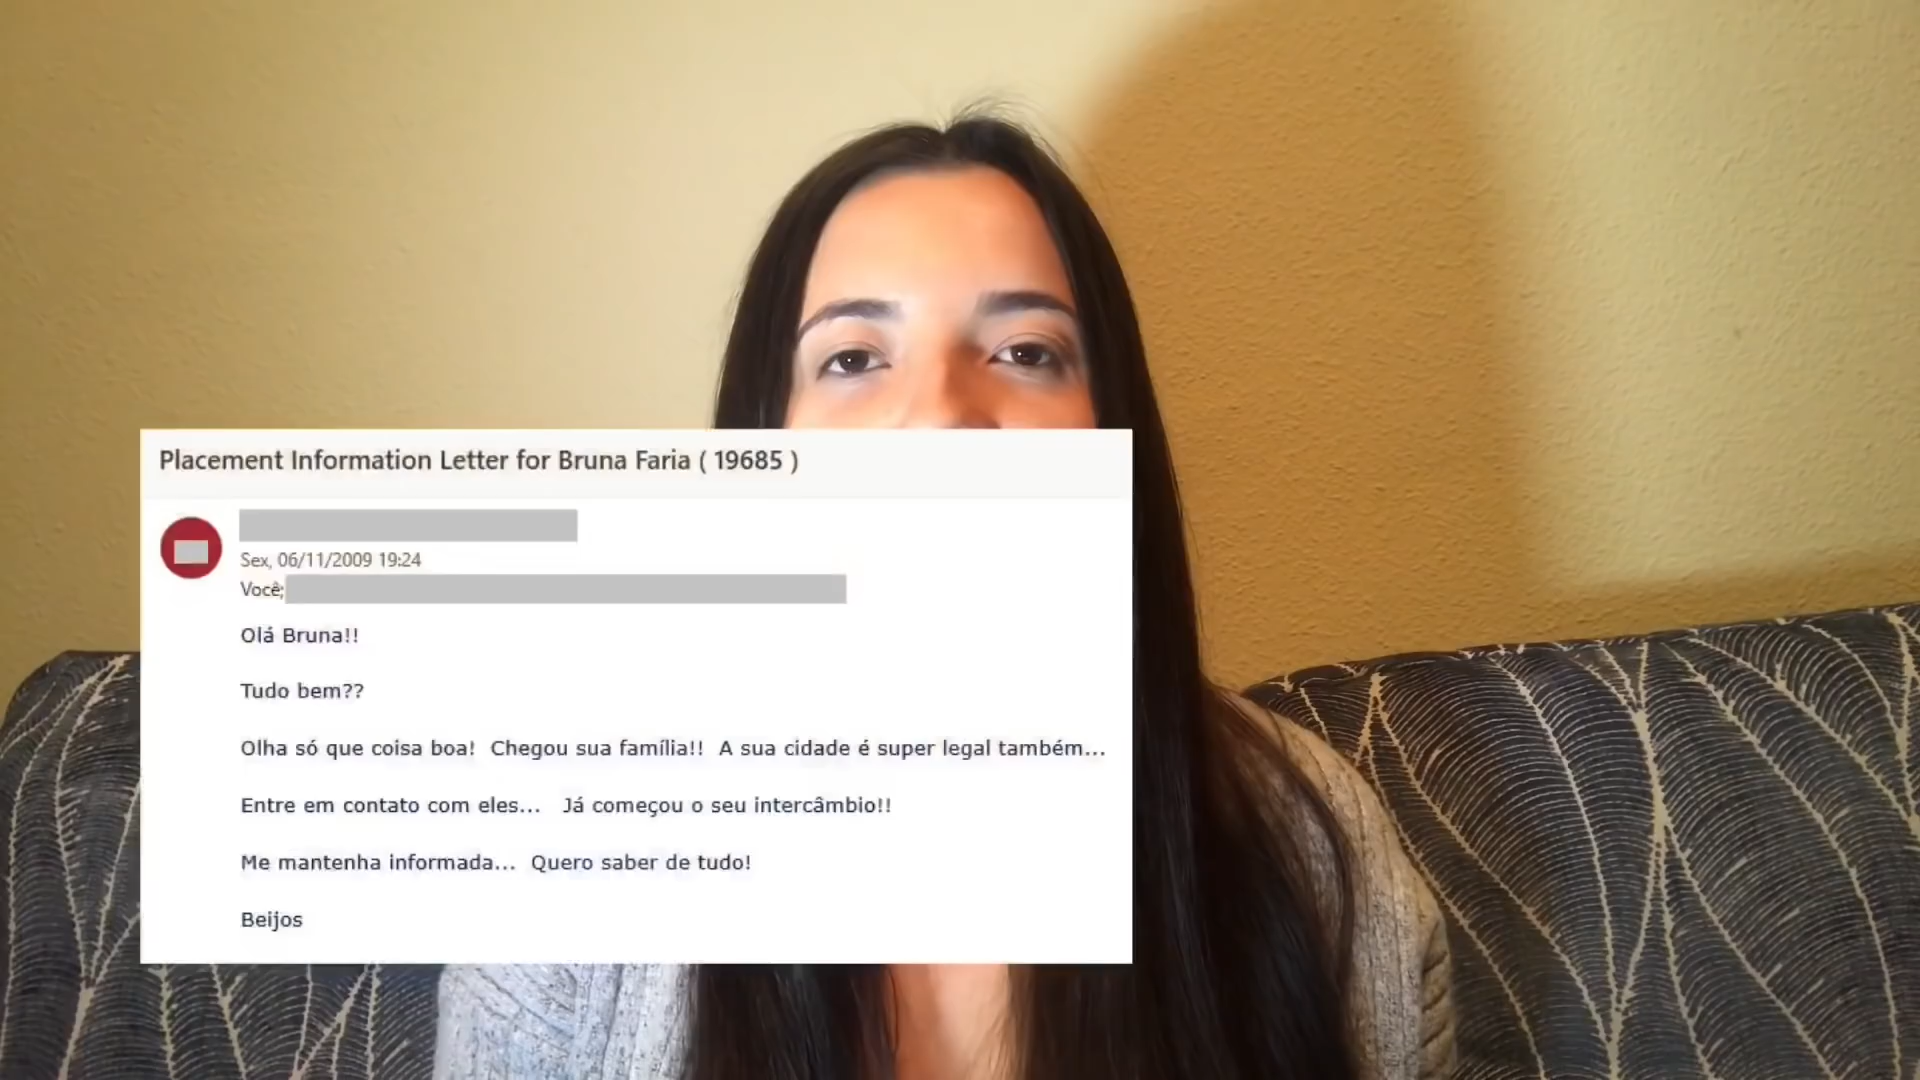 Placement Information Letter for Bruna Faria ( 19685 )
Sex, 06/11/2009 19:24
Você;
Olá Bruna!!
Tudo bem??
Olha só que coisa boa! Chegou sua família!! A sua cidade é super legal também...
Entre em contato com eles... Já começou o seu intercâmbio!!
Me mantenha informada... Quero saber de tudo!
Beijos